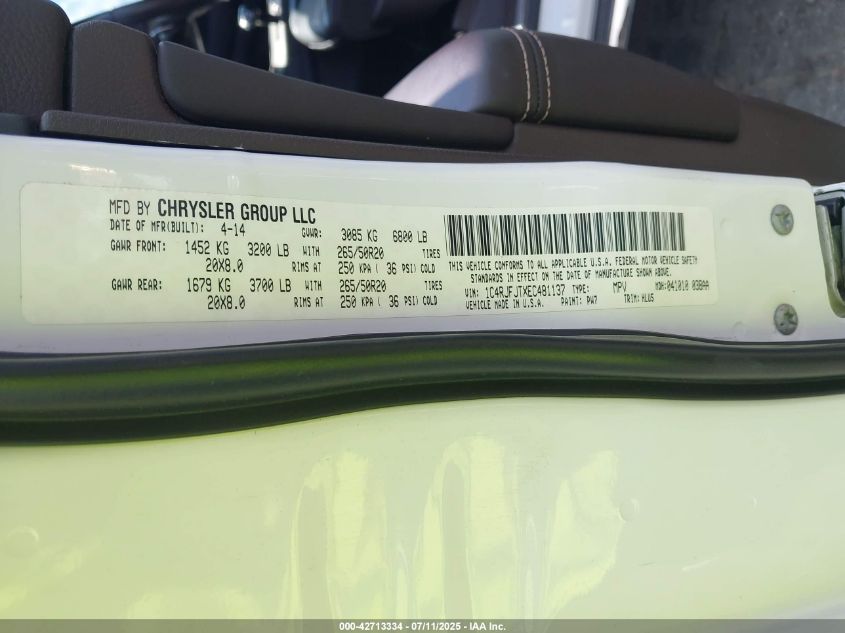 MFD BY CHRYSLER GROUP LLC
DATE OF MFR(BUILT): 4-14 GVWR: 3085 KG 6800 LB
GAWR FRONT: 1452 KG 3200 LB WITH 265/50R20 TIRES
20X8.0 RIMS AT 250 KPA ( 36 PSI) COLD
GAWR REAR: 1679 KG 3700 LB WITH 265/50R20 TIRES
20X8.0 RIMS AT 250 KPA ( 36 PSI) COLD
THIS VEHICLE CONFORMS TO ALL APPLICABLE U.S.A. FEDERAL MOTOR VEHICLE SAFETY
STANDARDS IN EFFECT ON THE DATE OF MANUFACTURE SHOWN ABOVE.
VIN: 1C4RJFJTXEC481137 TYPE: MPV MDH:041010 038AA
VEHICLE MADE IN U.S.A. PAINT: PW7 TRIM: HLU5
000-42713334 - 07/11/2025 - IAA Inc.